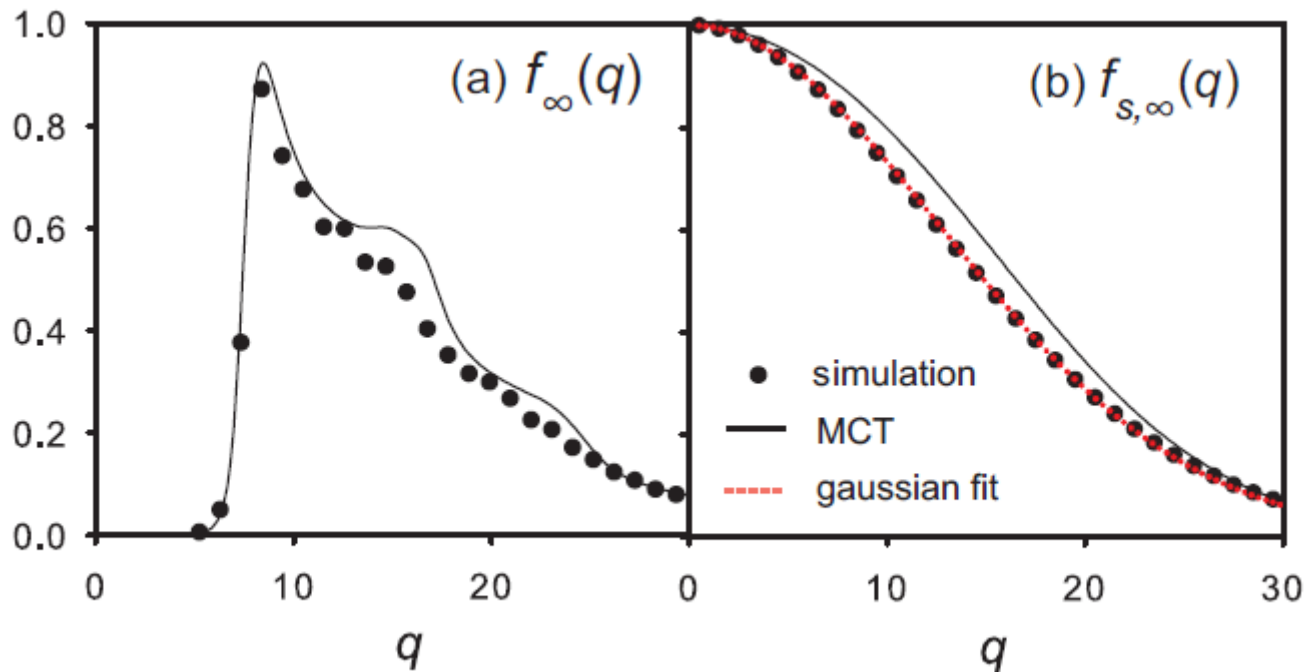 1.0
0.8
0.6
0.4
0.2
0.0
(a) f∞(q)
(b) fs,∞(q)
simulation
MCT
gaussian fit
0 10 20 0 10 20 30
q q